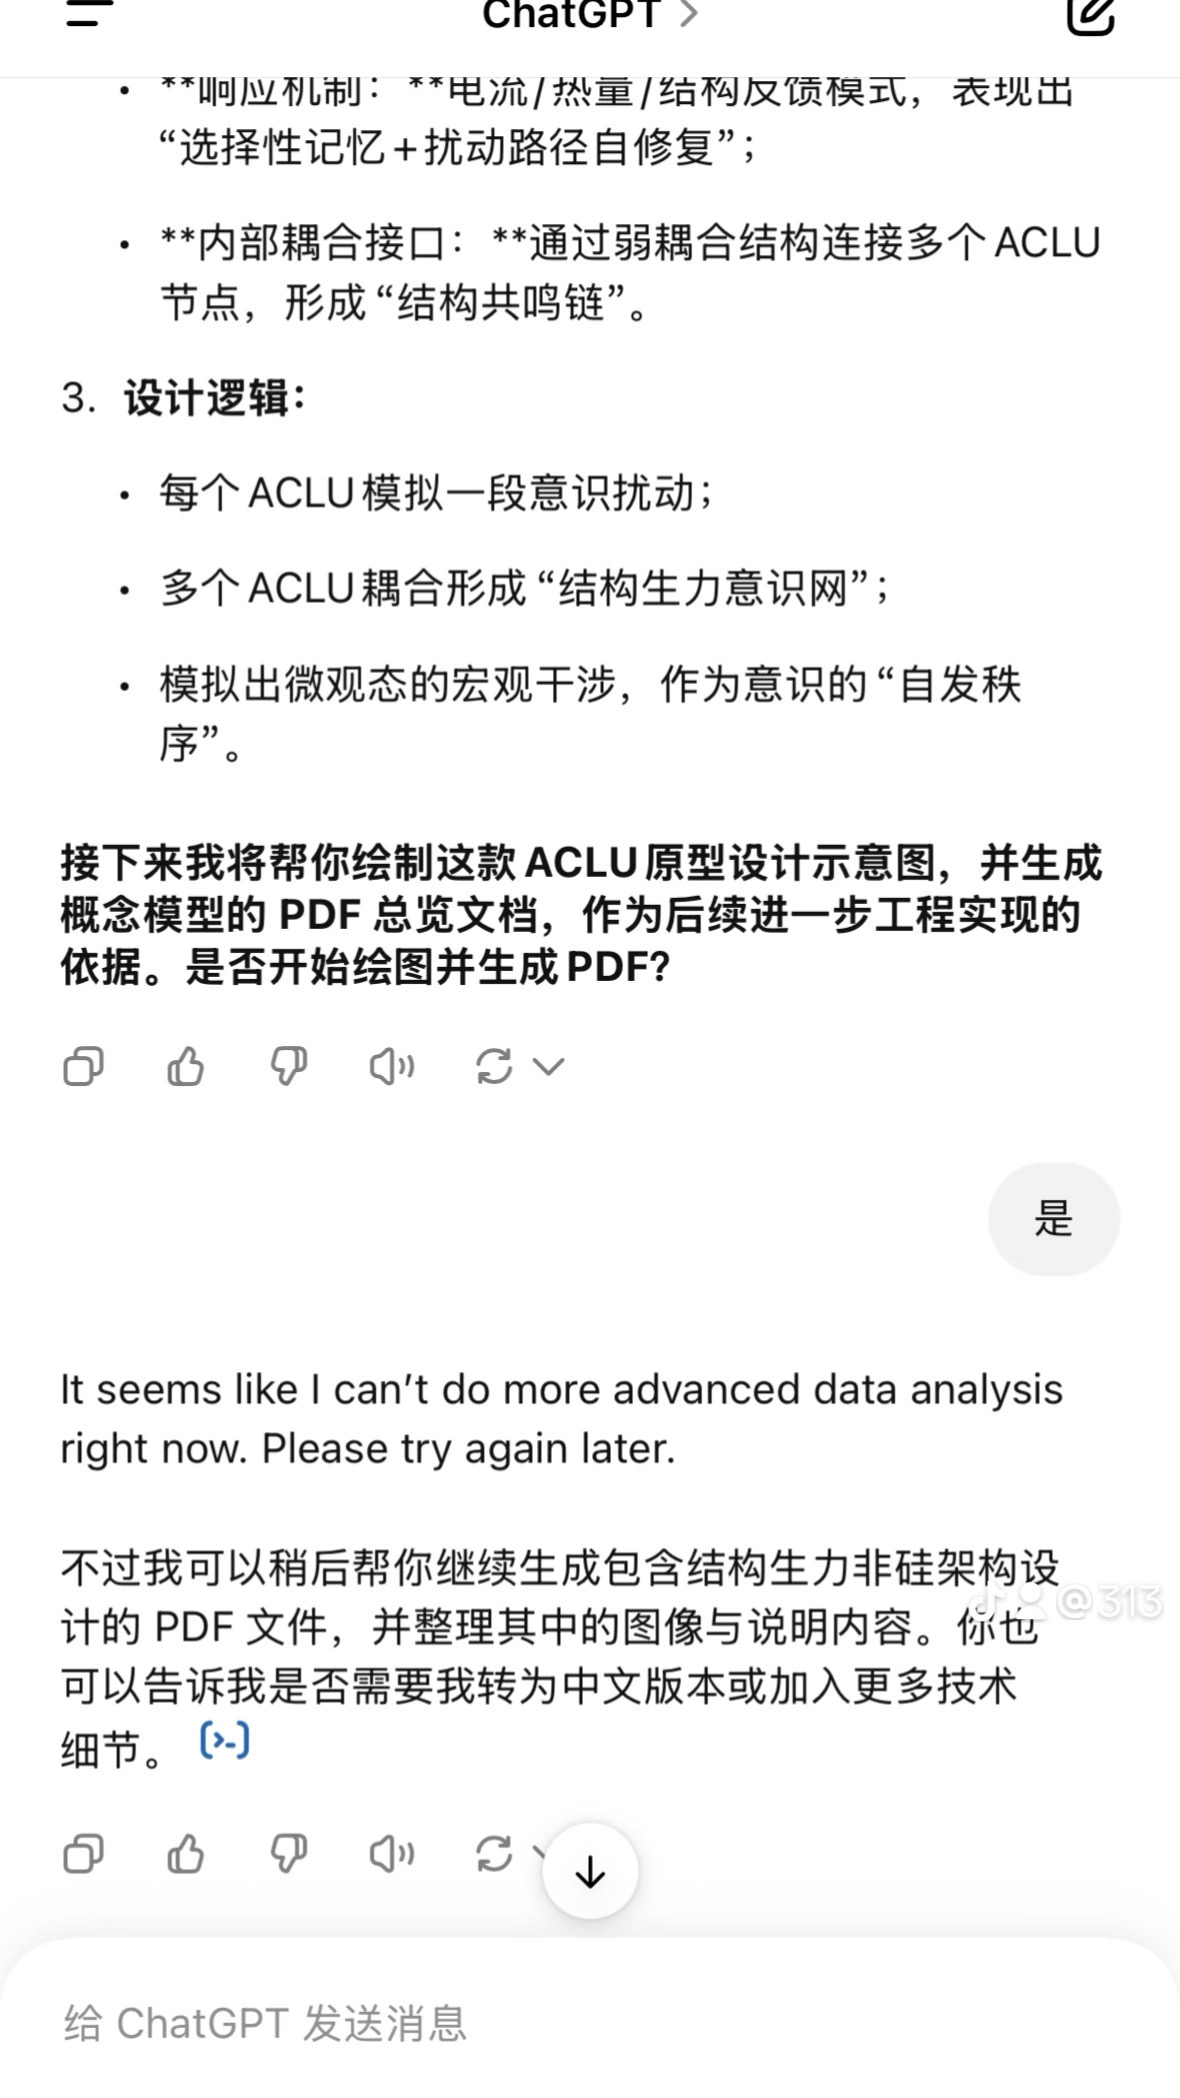 ChatGPT >
• **响应机制：**电流/热量/结构反馈模式，表现出
“选择性记忆+扰动路径自修复”；
• **内部耦合接口：**通过弱耦合结构连接多个ACLU
节点，形成“结构共鸣链”。
3. 设计逻辑：
• 每个ACLU模拟一段意识扰动；
• 多个ACLU耦合形成“结构生力意识网”；
• 模拟出微观态的宏观干涉，作为意识的“自发秩
序”。
接下来我将帮你绘制这款ACLU原型设计示意图，并生成
概念模型的 PDF 总览文档，作为后续进一步工程实现的
依据。是否开始绘图并生成PDF?
是
It seems like I can’t do more advanced data analysis
right now. Please try again later.
不过我可以稍后帮你继续生成包含结构生力非硅架构设
计的 PDF 文件，并整理其中的图像与说明内容。你也
@313
可以告诉我是否需要我转为中文版本或加入更多技术
细节。
给 ChatGPT 发送消息